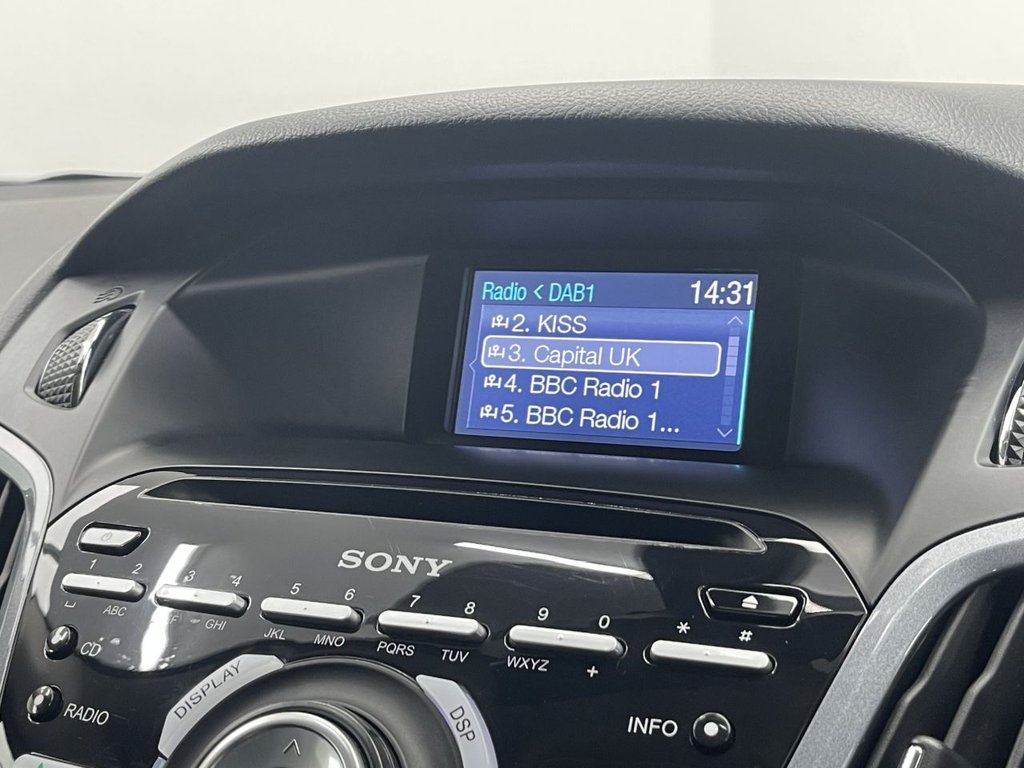 Radio < DAB1 14:31
2. KISS
3. Capital UK
4. BBC Radio 1
5. BBC Radio 1...
SONY
1 2 3 4 5 6 7 8 9 0 * #
ABC GHI JKL MNO PQRS TUV WXYZ +
CD
DISPLAY
DSP
RADIO
INFO